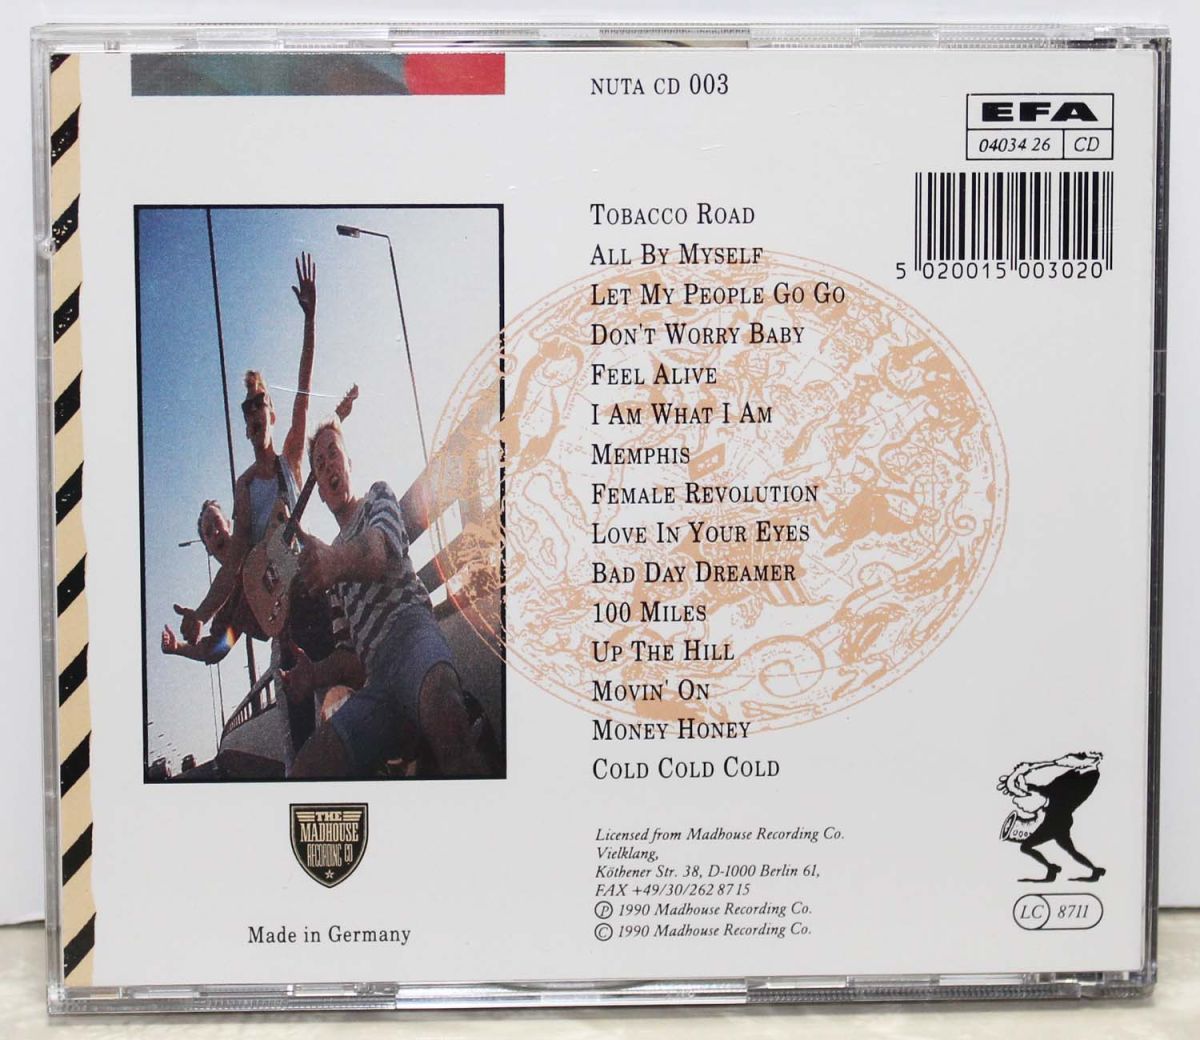 NUTA CD 003
EFA
04034 26 CD
5 020015 003020
TOBACCO ROAD
ALL BY MYSELF
LET MY PEOPLE GO GO
DON'T WORRY BABY
FEEL ALIVE
I AM WHAT I AM
MEMPHIS
FEMALE REVOLUTION
LOVE IN YOUR EYES
BAD DAY DREAMER
100 MILES
UP THE HILL
MOVIN' ON
MONEY HONEY
COLD COLD COLD
THE
MADHOUSE
RECORDING CO
Made in Germany
Licensed from Madhouse Recording Co.
Vielklang,
Köthener Str. 38, D-1000 Berlin 61,
FAX +49/30/262 87 15
Ⓟ 1990 Madhouse Recording Co.
© 1990 Madhouse Recording Co.
LC 8711